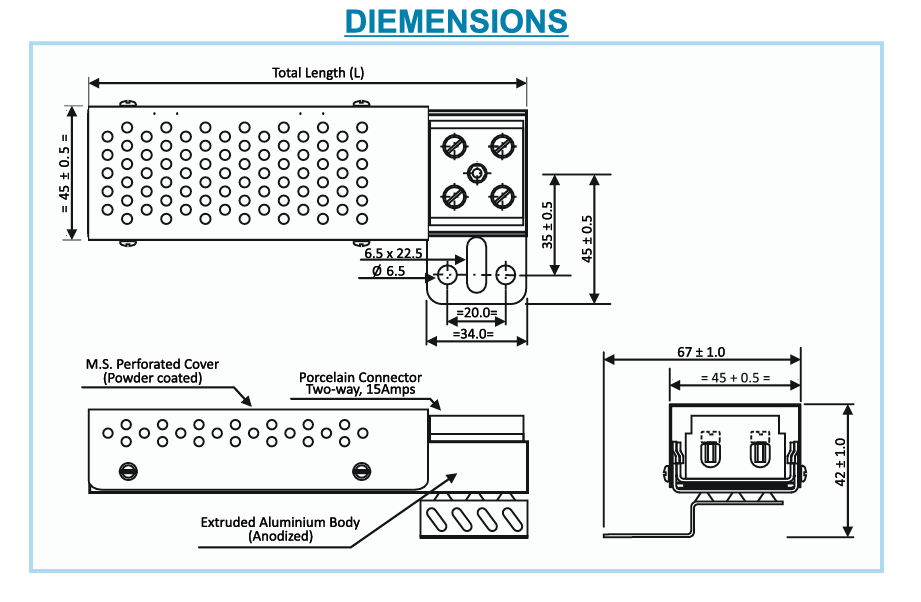 DIEMENSIONS
Total Length (L)
= 45 ± 0.5 =
6.5 x 22.5
Ø 6.5
35 ± 0.5
45 ± 0.5
=20.0=
=34.0=
M.S. Perforated Cover
(Powder coated)
Porcelain Connector
Two-way, 15Amps
Extruded Aluminium Body
(Anodized)
67 ± 1.0
= 45 + 0.5 =
42 ± 1.0